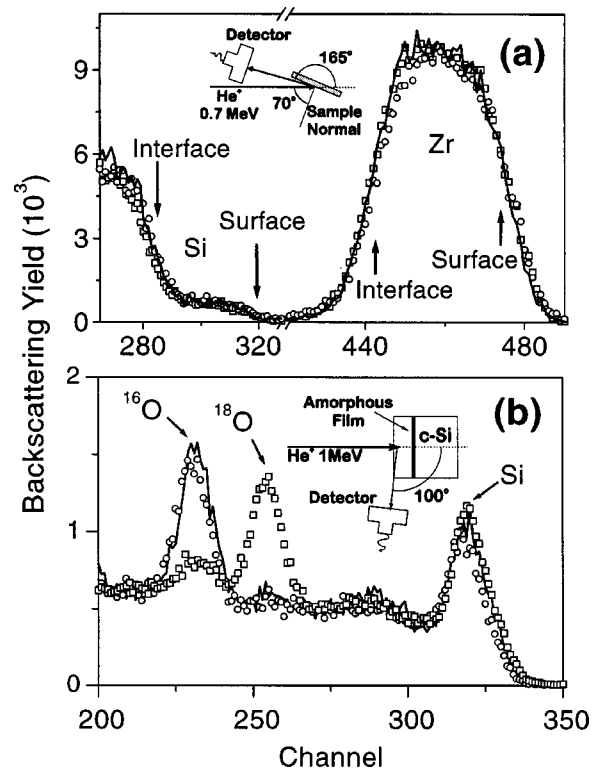 Backscattering Yield (10³)
9
6
3
0
(a)
Detector
165°
He⁺
0.7 MeV
70°
Sample
Normal
Interface
Si
Surface
Zr
Interface
Surface
280
320
440
480
2
1
0
(b)
¹⁶O
¹⁸O
Amorphous
Film
c-Si
He⁺ 1MeV
Detector
100°
Si
200
250
300
350
Channel